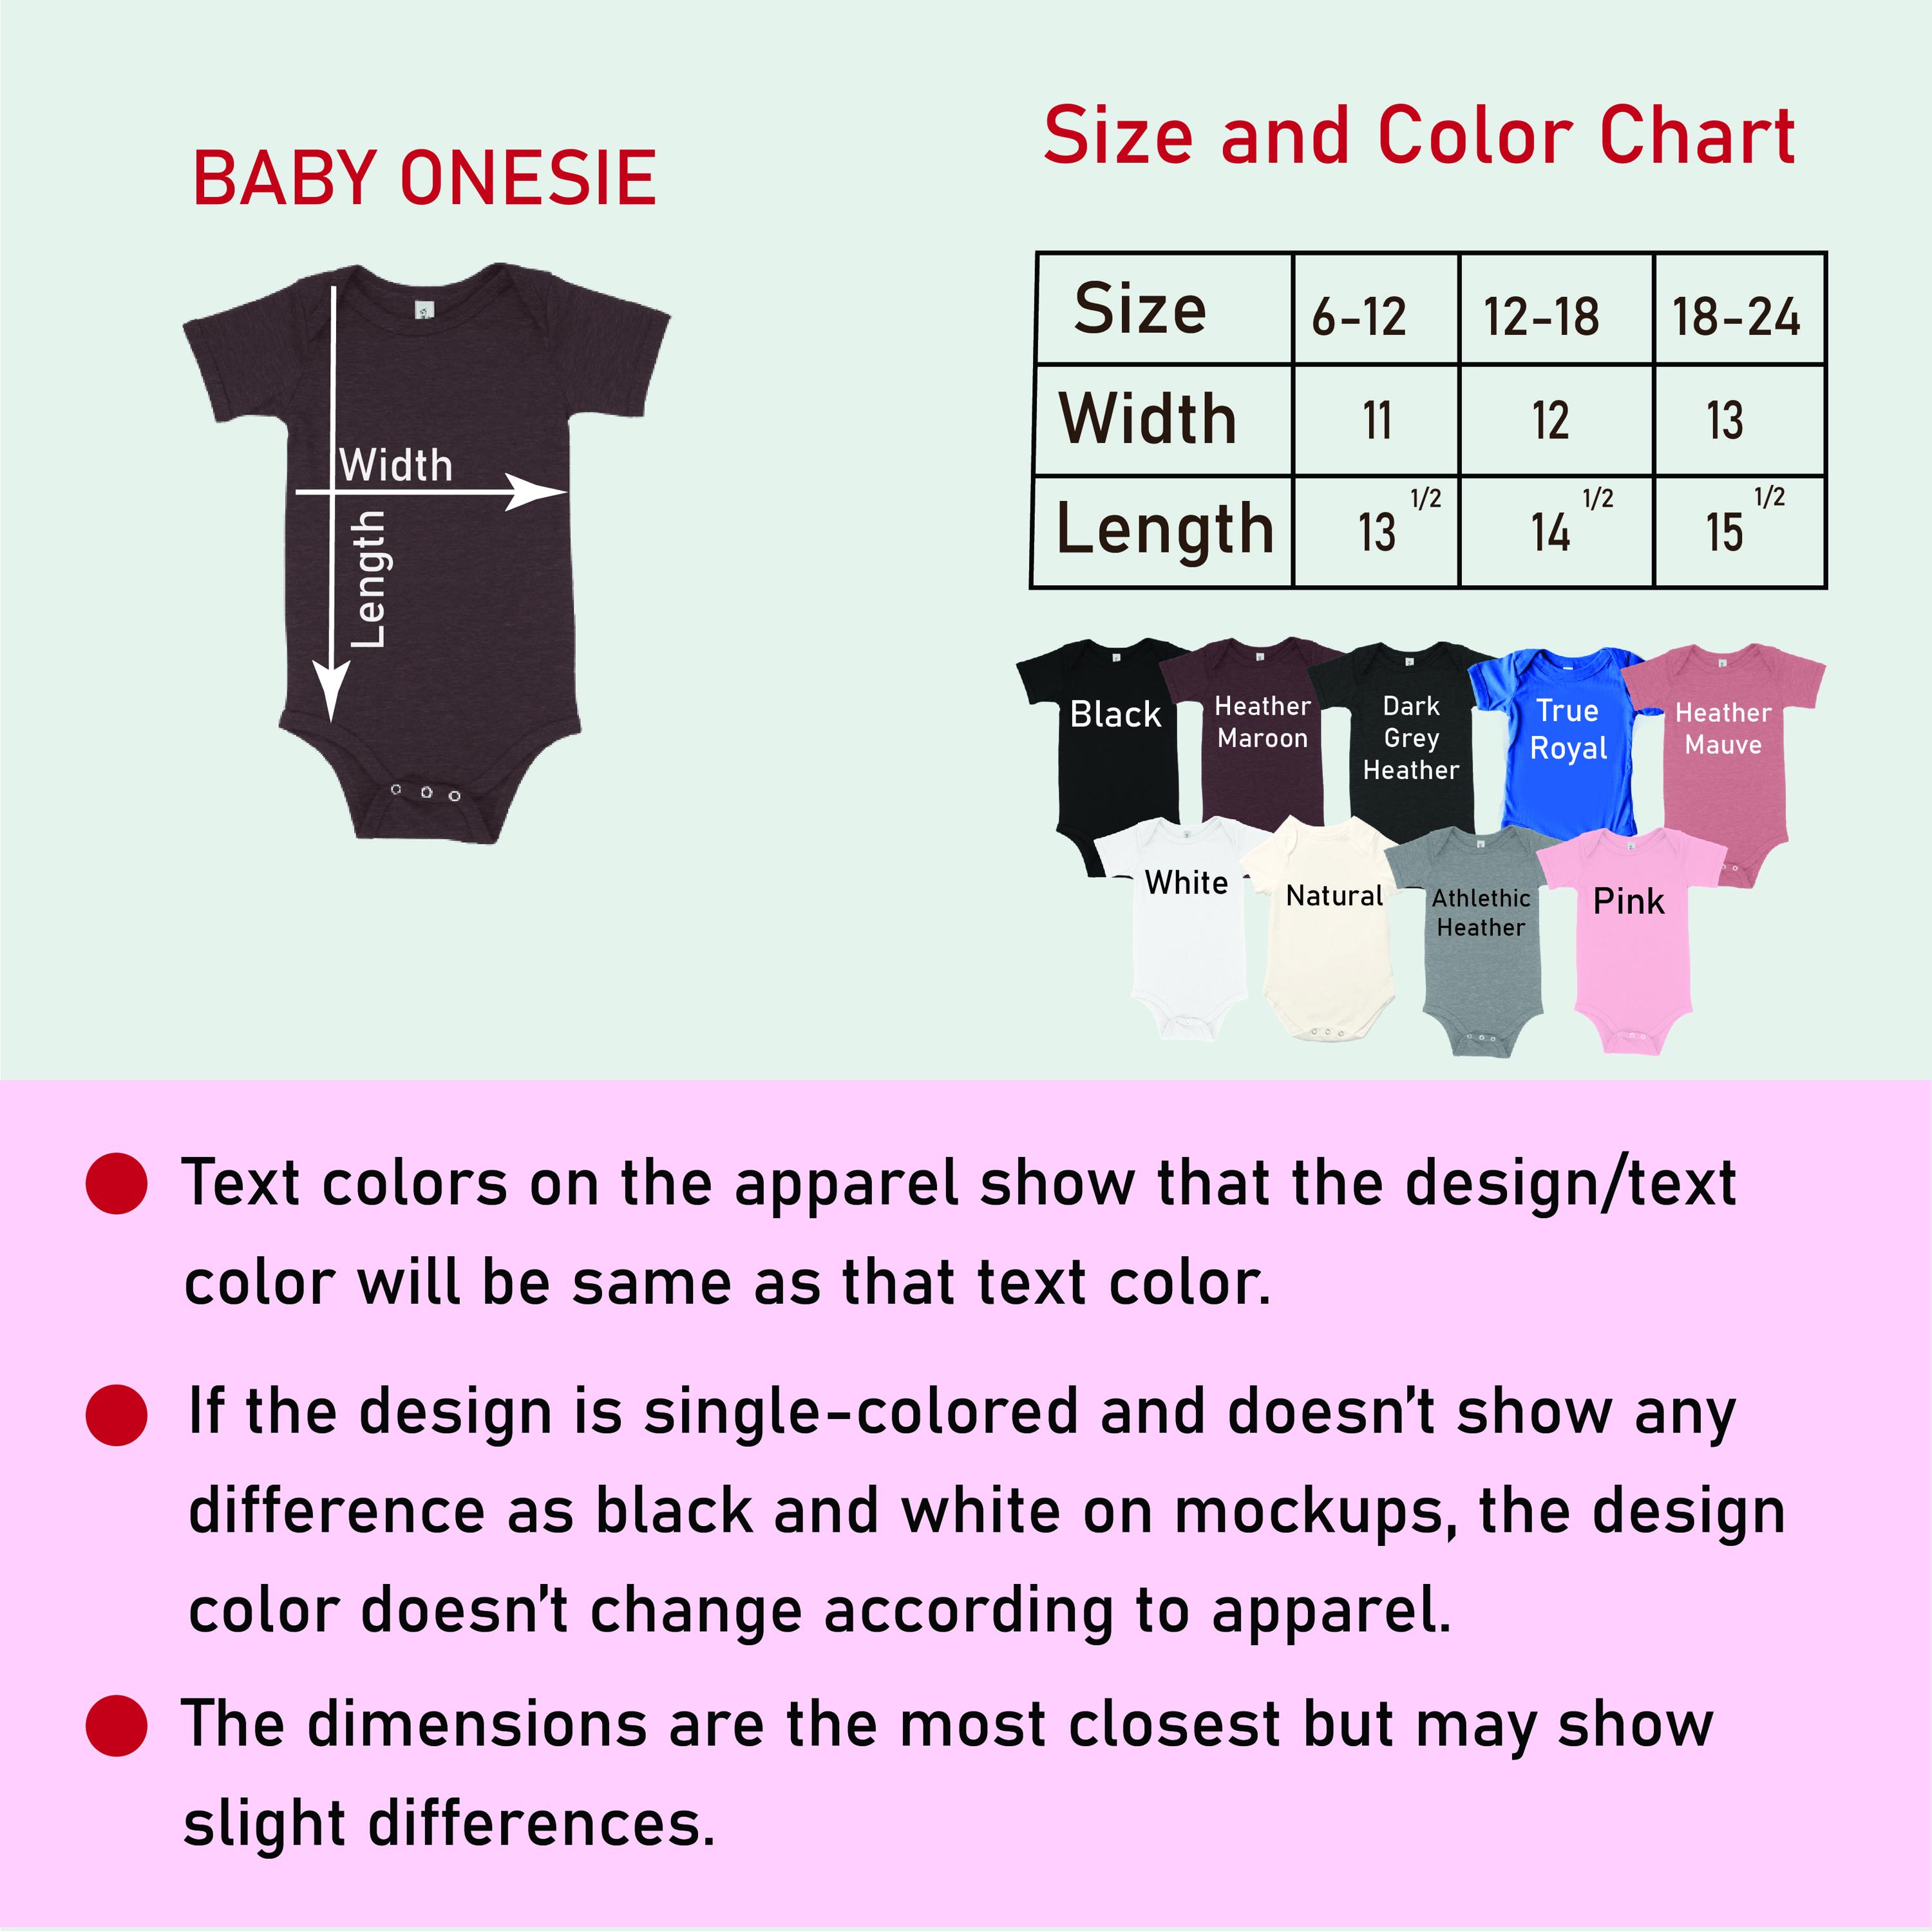 BABY ONESIE
Width
Length
Size and Color Chart
Size 6-12 12-18 18-24
Width 11 12 13
Length 13 1/2 14 1/2 15 1/2
Black
Heather
Maroon
Dark
Grey
Heather
True
Royal
Heather
Mauve
White
Natural
Athlethic
Heather
Pink
Text colors on the apparel show that the design/text
color will be same as that text color.
If the design is single-colored and doesn't show any
difference as black and white on mockups, the design
color doesn't change according to apparel.
The dimensions are the most closest but may show
slight differences.